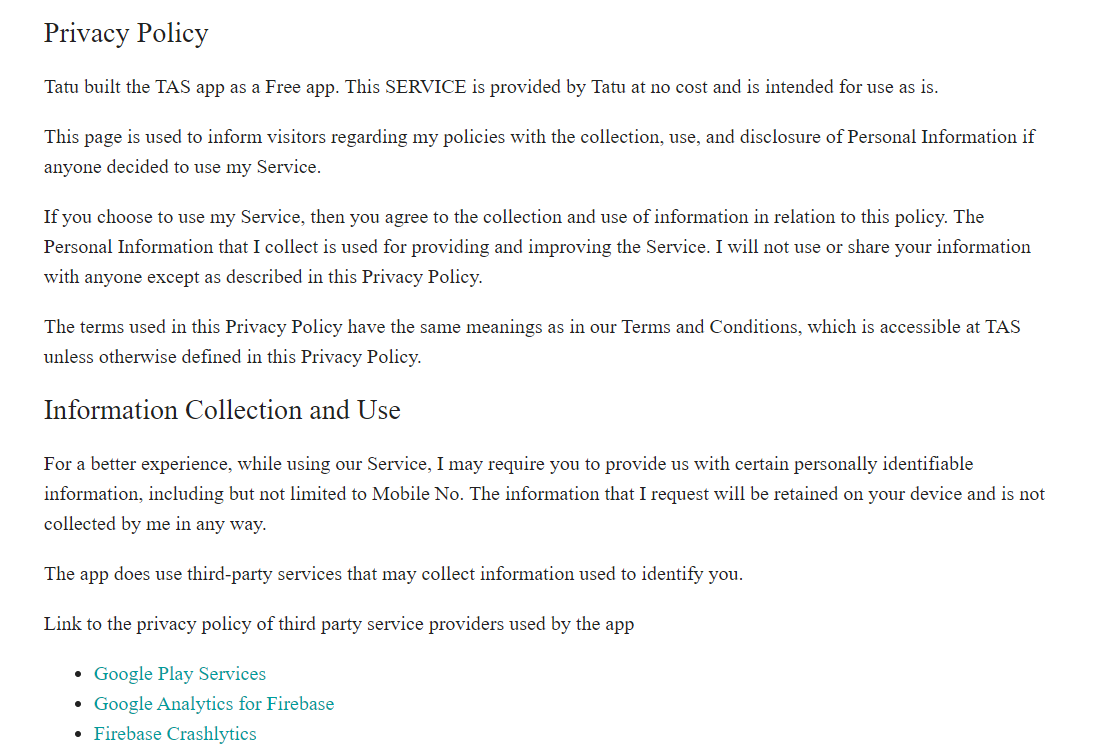 Privacy Policy
Tatu built the TAS app as a Free app. This SERVICE is provided by Tatu at no cost and is intended for use as is.
This page is used to inform visitors regarding my policies with the collection, use, and disclosure of Personal Information if
anyone decided to use my Service.
If you choose to use my Service, then you agree to the collection and use of information in relation to this policy. The
Personal Information that I collect is used for providing and improving the Service. I will not use or share your information
with anyone except as described in this Privacy Policy.
The terms used in this Privacy Policy have the same meanings as in our Terms and Conditions, which is accessible at TAS
unless otherwise defined in this Privacy Policy.
Information Collection and Use
For a better experience, while using our Service, I may require you to provide us with certain personally identifiable
information, including but not limited to Mobile No. The information that I request will be retained on your device and is not
collected by me in any way.
The app does use third-party services that may collect information used to identify you.
Link to the privacy policy of third party service providers used by the app
• Google Play Services
• Google Analytics for Firebase
• Firebase Crashlytics